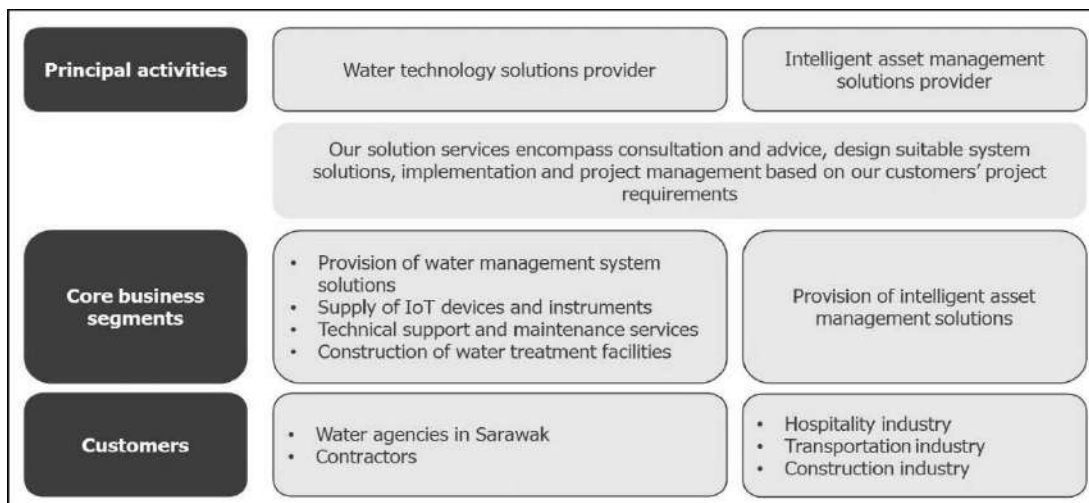 Principal activities
Water technology solutions provider
Intelligent asset management
solutions provider
Our solution services encompass consultation and advice, design suitable system
solutions, implementation and project management based on our customers' project
requirements
Core business
segments
• Provision of water management system
solutions
• Supply of IoT devices and instruments
• Technical support and maintenance services
• Construction of water treatment facilities
Provision of intelligent asset
management solutions
Customers
• Water agencies in Sarawak
• Contractors
• Hospitality industry
• Transportation industry
• Construction industry